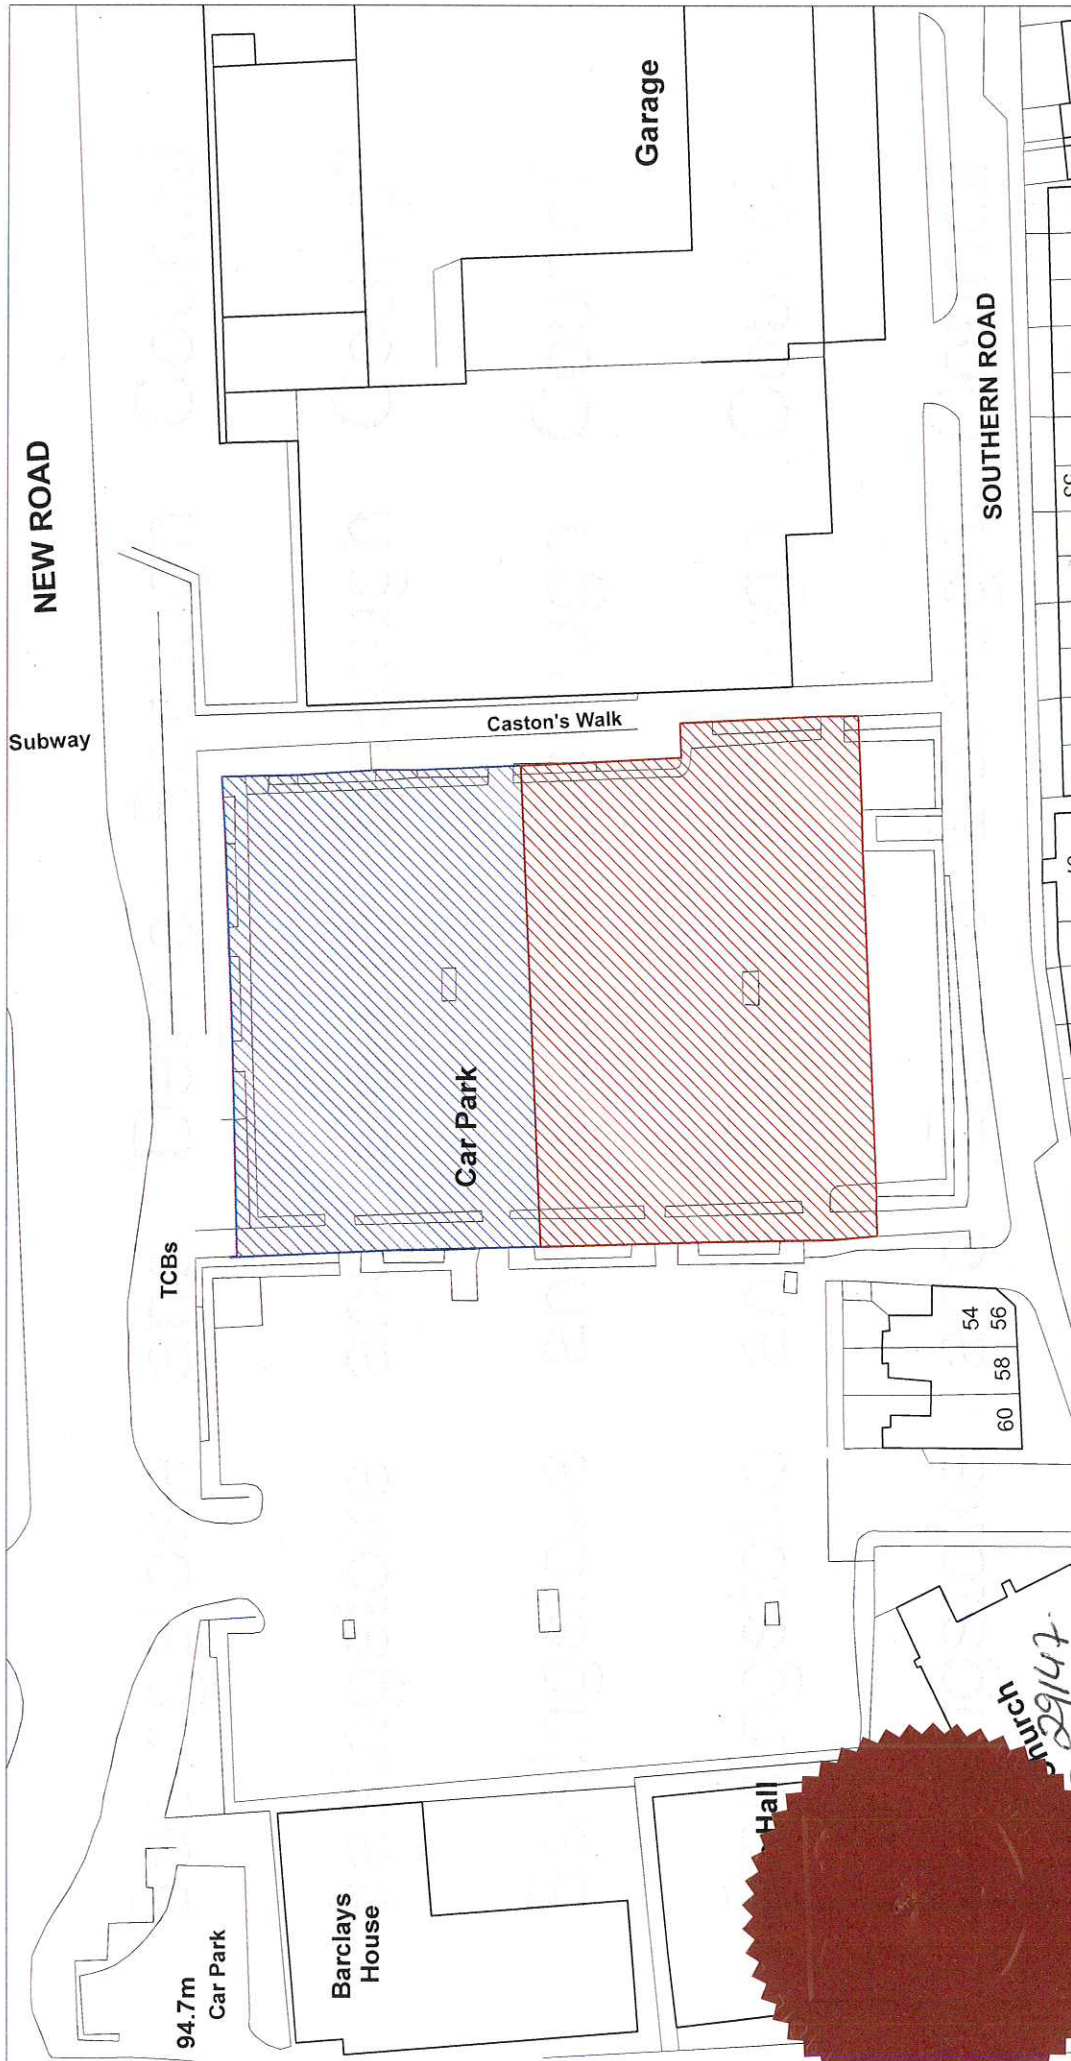 Garage
NEW ROAD
SOUTHERN ROAD
Subway
Caston's Walk
Car Park
TCBs
54
56
58
60
Church
Hall
Barclays
House
94.7m
Car Park